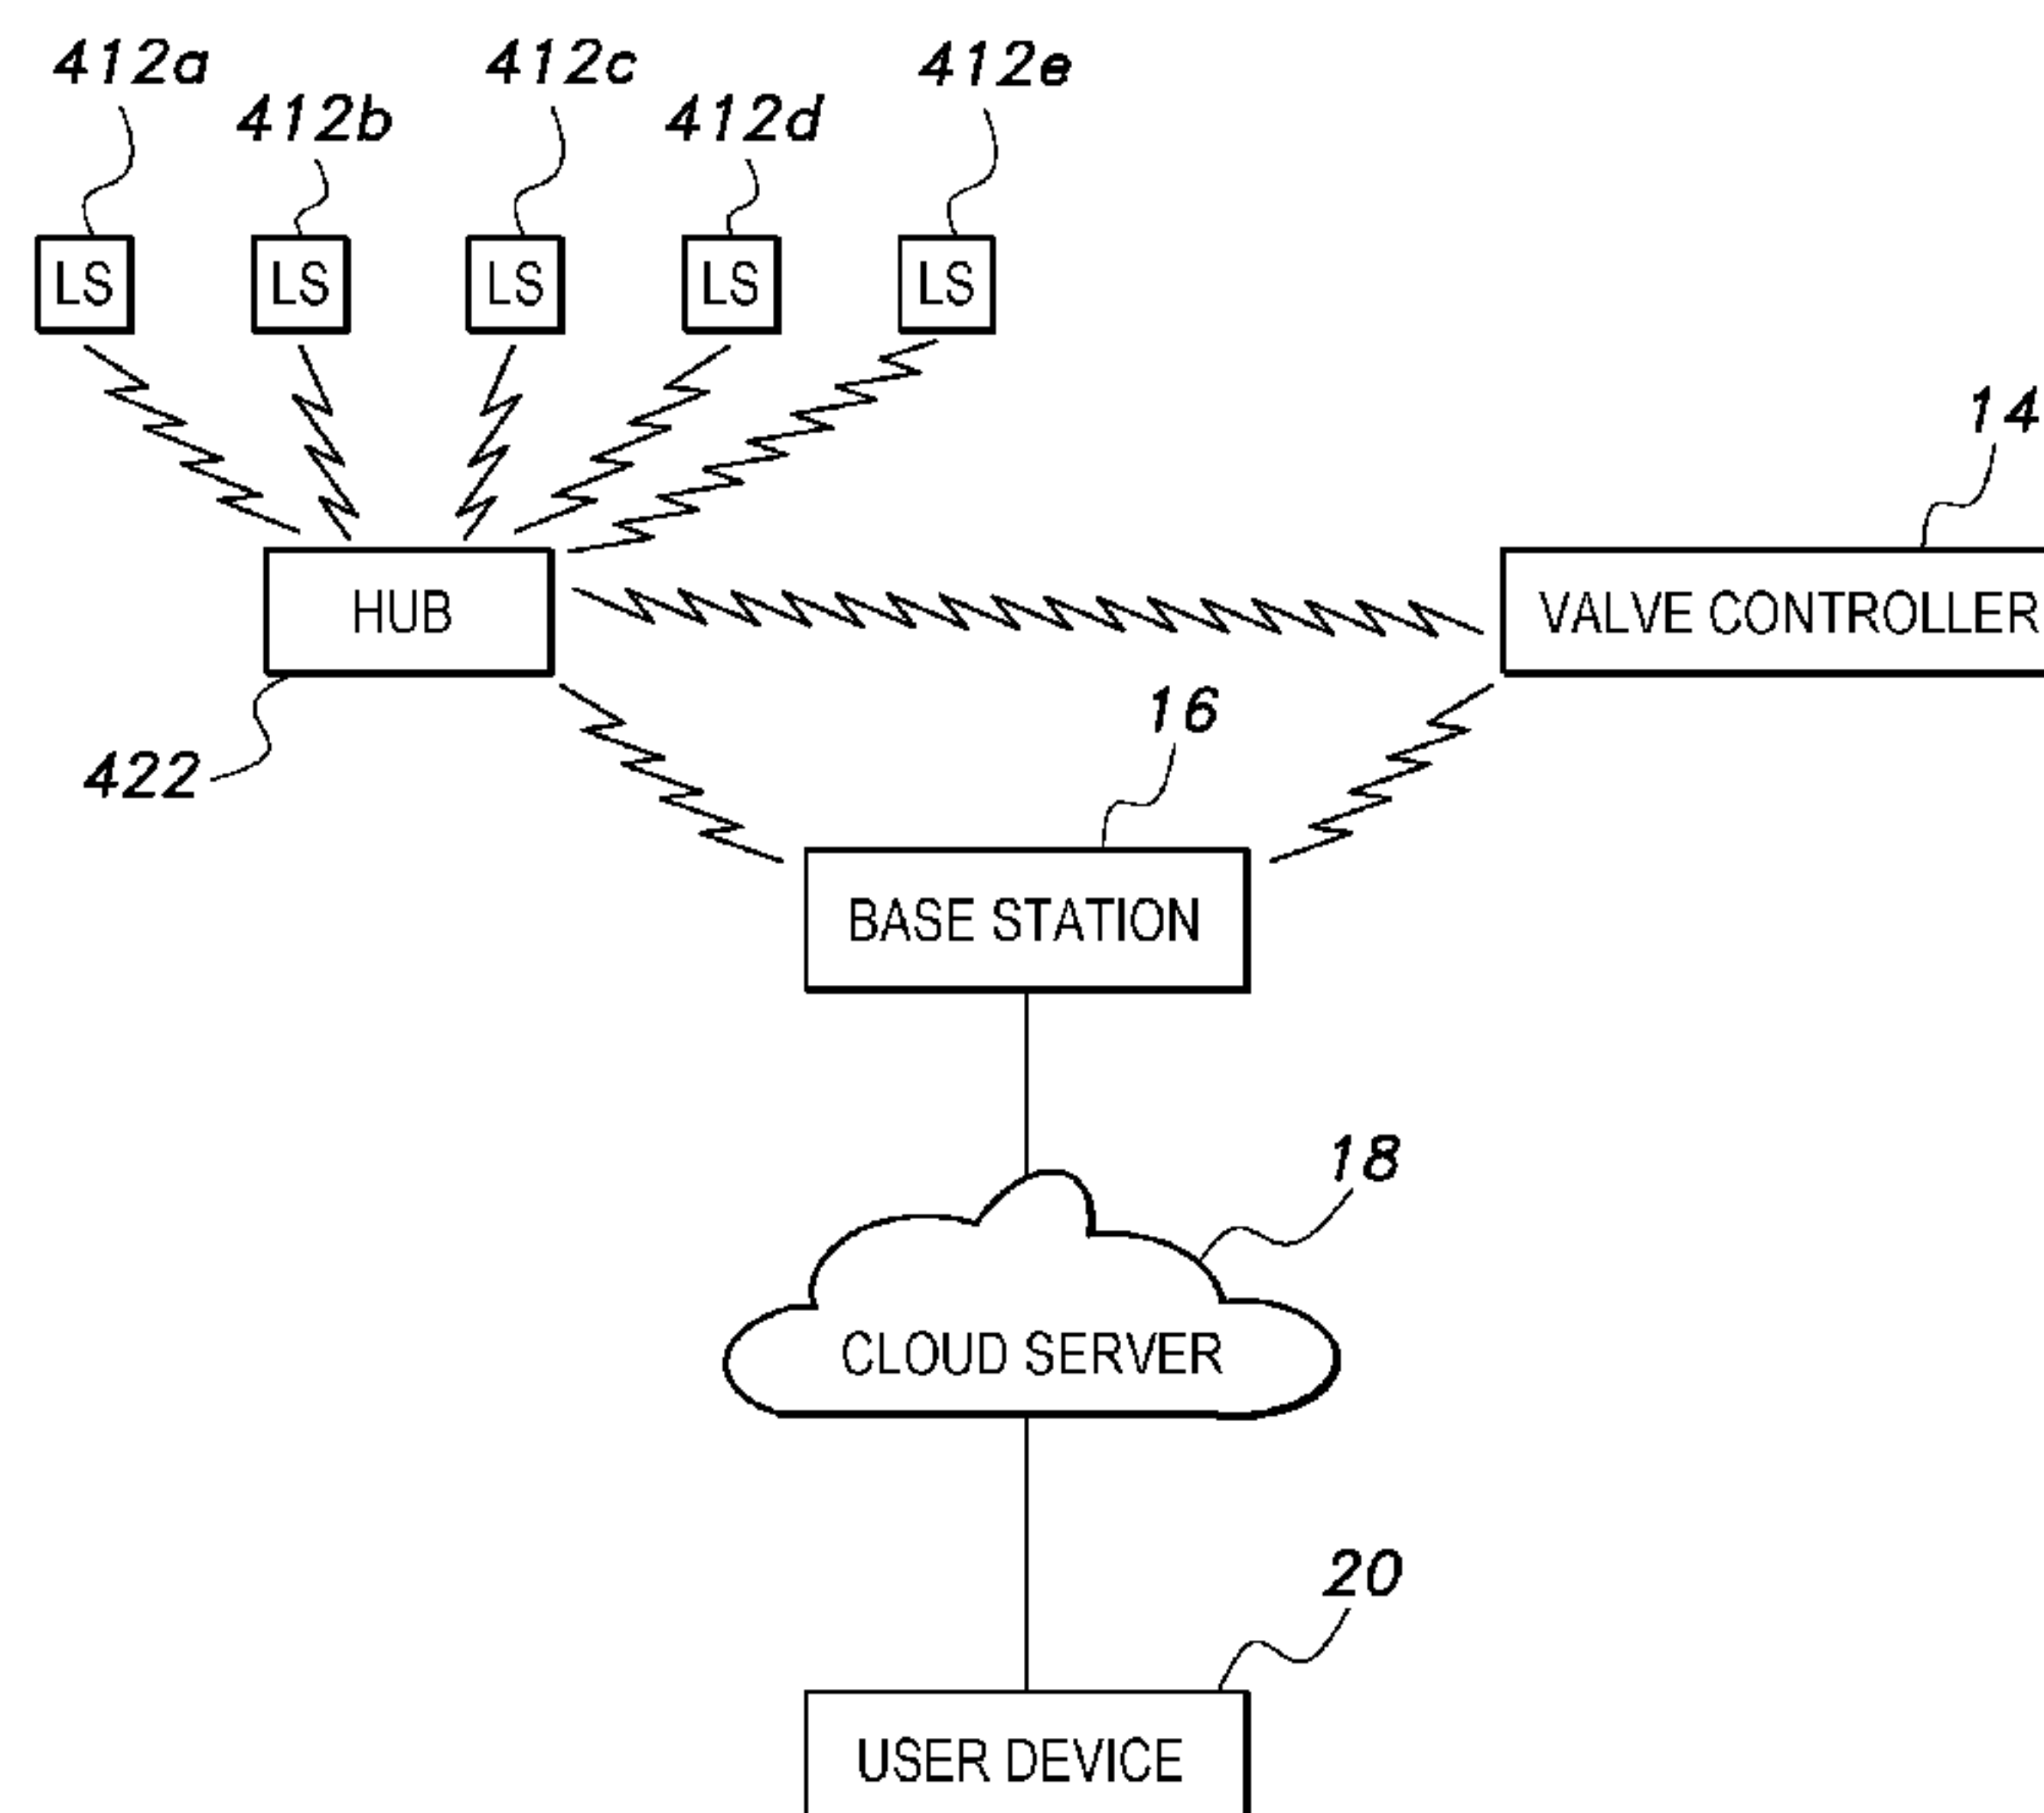 412a 412c 412e
412b 412d
LS LS LS LS LS
14
HUB VALVE CONTROLLER
16
422
BASE STATION
18
CLOUD SERVER
20
USER DEVICE